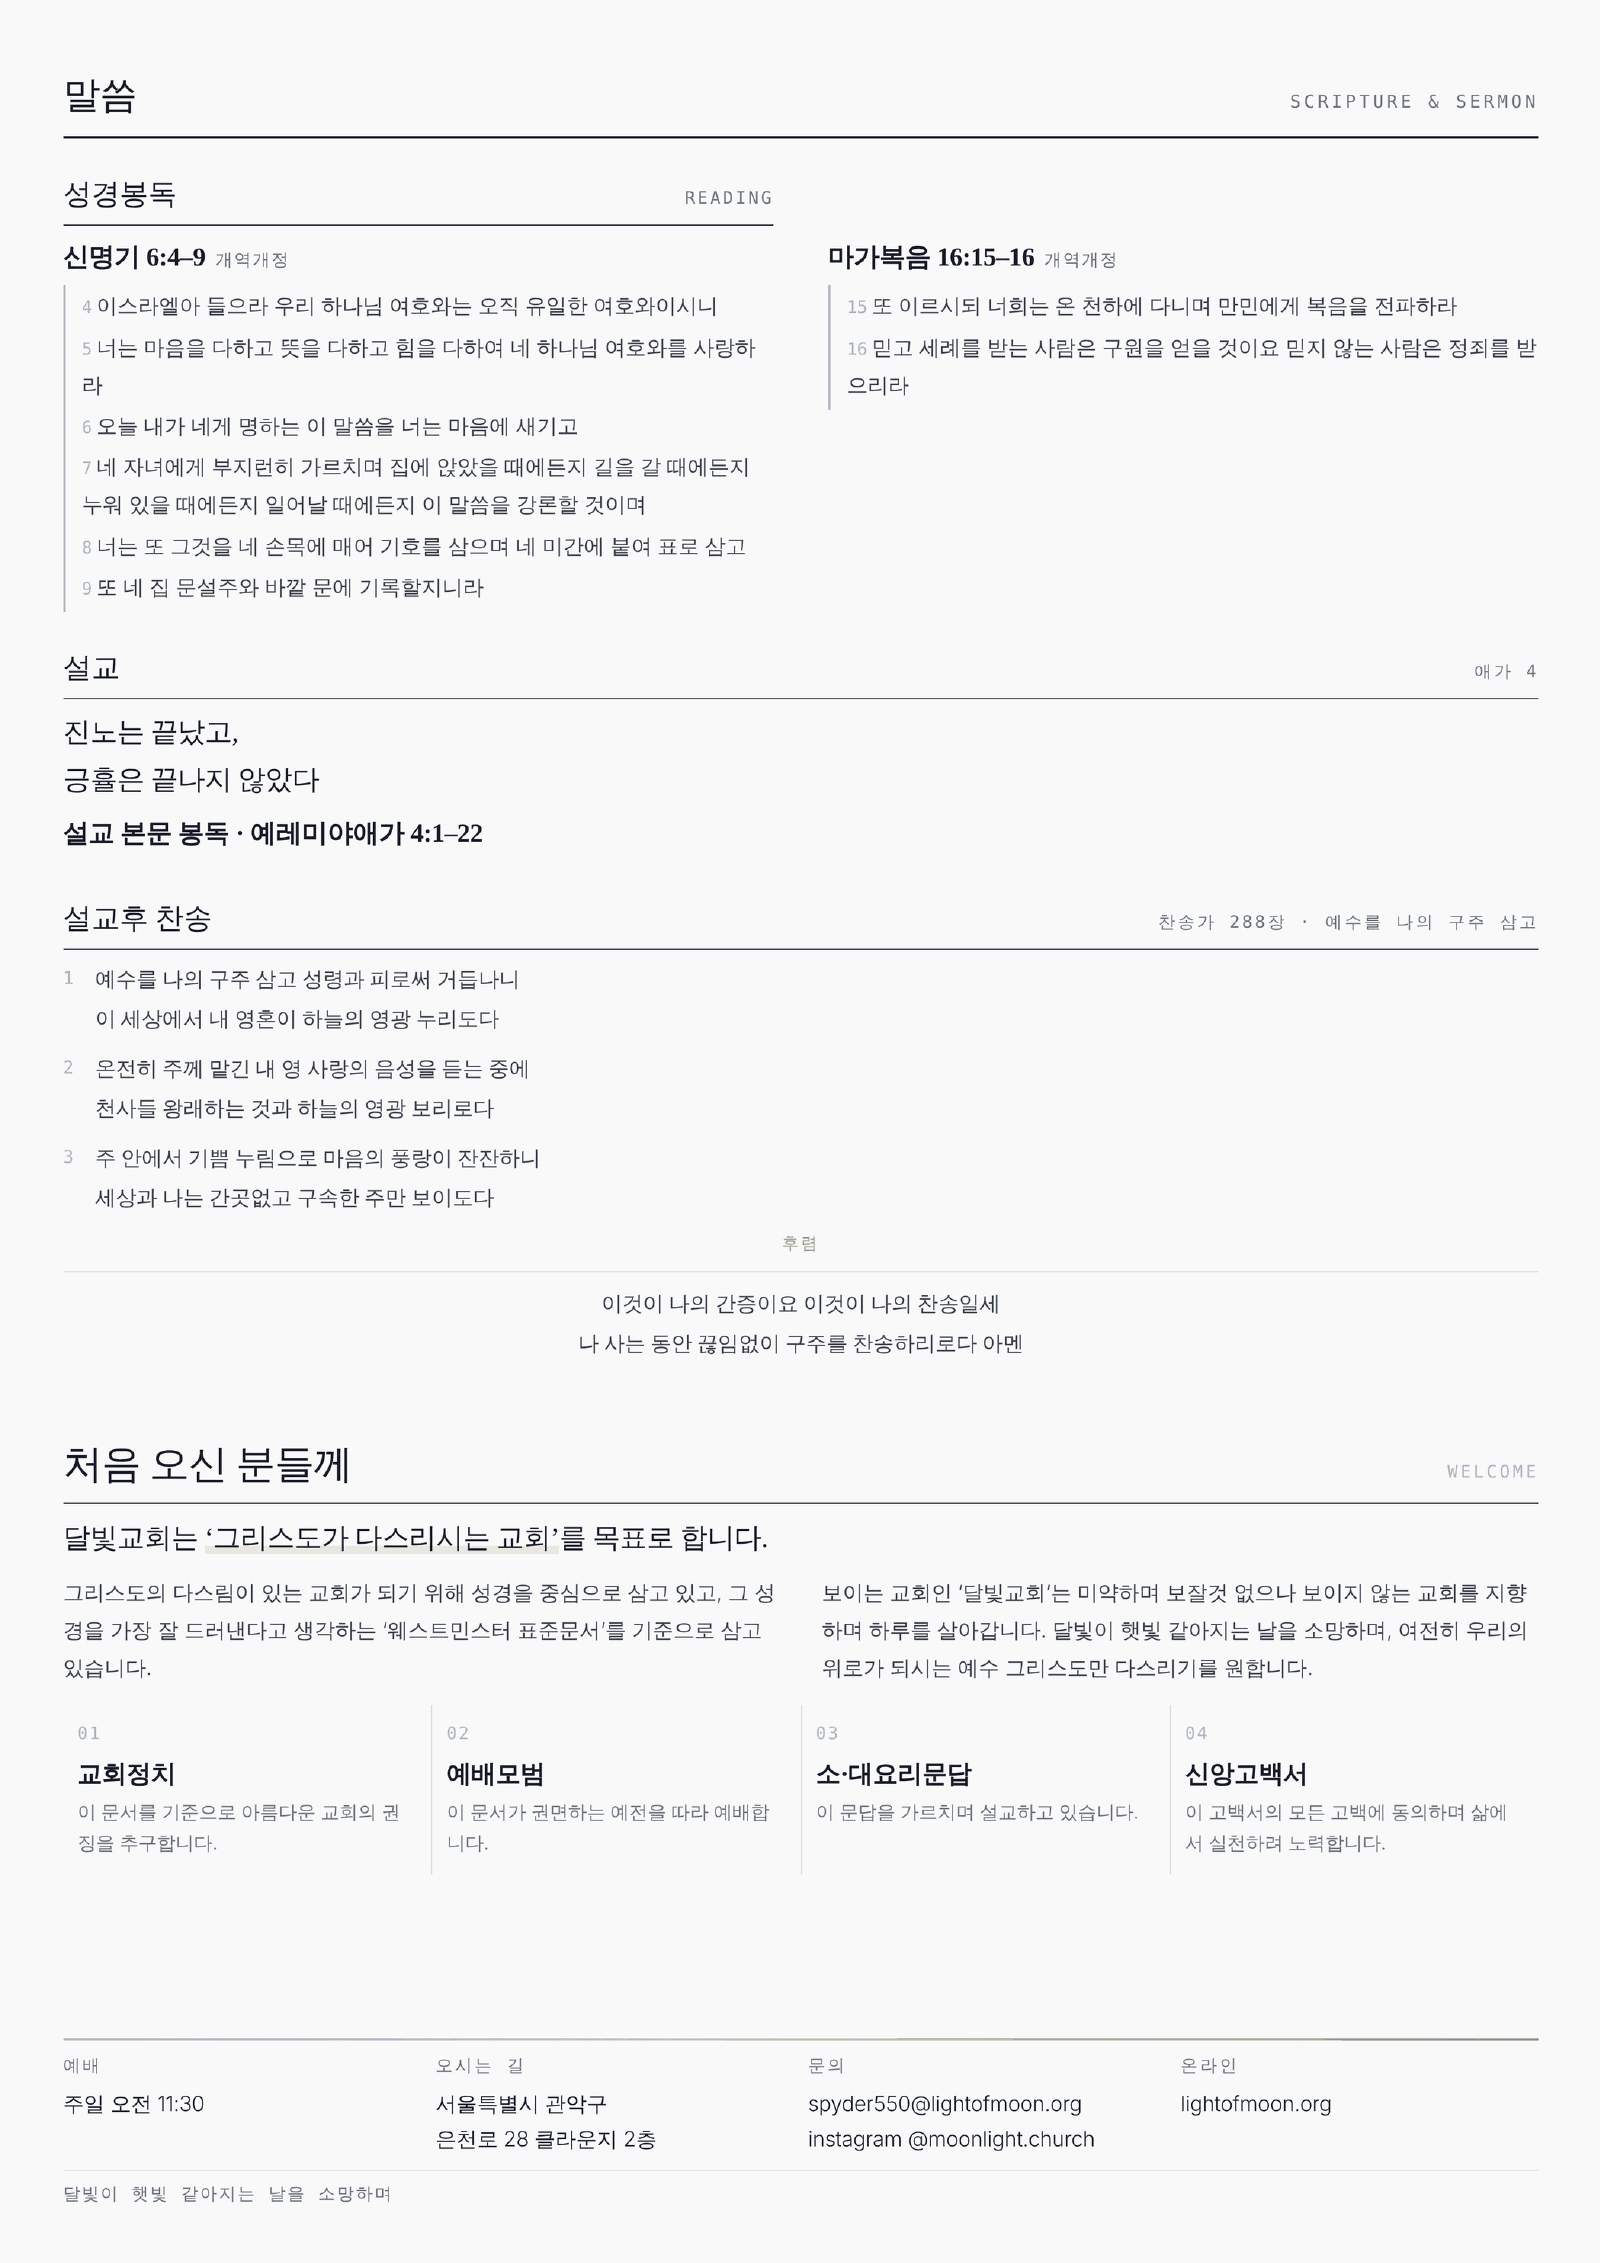 말씀
SCRIPTURE & SERMON
성경봉독
READING
신명기 6:4–9 개역개정
4 이스라엘아 들으라 우리 하나님 여호와는 오직 유일한 여호와이시니
5 너는 마음을 다하고 뜻을 다하고 힘을 다하여 네 하나님 여호와를 사랑하
라
6 오늘 내가 네게 명하는 이 말씀을 너는 마음에 새기고
7 네 자녀에게 부지런히 가르치며 집에 앉았을 때에든지 길을 갈 때에든지
누워 있을 때에든지 일어날 때에든지 이 말씀을 강론할 것이며
8 너는 또 그것을 네 손목에 매어 기호를 삼으며 네 미간에 붙여 표로 삼고
9 또 네 집 문설주와 바깥 문에 기록할지니라
마가복음 16:15–16 개역개정
15 또 이르시되 너희는 온 천하에 다니며 만민에게 복음을 전파하라
16 믿고 세례를 받는 사람은 구원을 얻을 것이요 믿지 않는 사람은 정죄를 받
으리라
설교
애가 4
진노는 끝났고,
긍휼은 끝나지 않았다
설교 본문 봉독 · 예레미야애가 4:1–22
설교후 찬송
찬송가 288장 · 예수를 나의 구주 삼고
1 예수를 나의 구주 삼고 성령과 피로써 거듭나니
이 세상에서 내 영혼이 하늘의 영광 누리도다
2 온전히 주께 맡긴 내 영 사랑의 음성을 듣는 중에
천사들 왕래하는 것과 하늘의 영광 보리로다
3 주 안에서 기쁨 누림으로 마음의 풍랑이 잔잔하니
세상과 나는 간곳없고 구속한 주만 보이도다
후렴
이것이 나의 간증이요 이것이 나의 찬송일세
나 사는 동안 끊임없이 구주를 찬송하리로다 아멘
처음 오신 분들께
WELCOME
달빛교회는 ‘그리스도가 다스리시는 교회’를 목표로 합니다.
그리스도의 다스림이 있는 교회가 되기 위해 성경을 중심으로 삼고 있고, 그 성
경을 가장 잘 드러낸다고 생각하는 ‘웨스트민스터 표준문서’를 기준으로 삼고
있습니다.
보이는 교회인 ‘달빛교회’는 미약하며 보잘것 없으나 보이지 않는 교회를 지향
하며 하루를 살아갑니다. 달빛이 햇빛 같아지는 날을 소망하며, 여전히 우리의
위로가 되시는 예수 그리스도만 다스리기를 원합니다.
01
교회정치
이 문서를 기준으로 아름다운 교회의 권
징을 추구합니다.
02
예배모범
이 문서가 권면하는 예전을 따라 예배합
니다.
03
소·대요리문답
이 문답을 가르치며 설교하고 있습니다.
04
신앙고백서
이 고백서의 모든 고백에 동의하며 삶에
서 실천하려 노력합니다.
예배
주일 오전 11:30
오시는 길
서울특별시 관악구
은천로 28 클라운지 2층
문의
spyder550@lightofmoon.org
instagram @moonlight.church
온라인
lightofmoon.org
달빛이 햇빛 같아지는 날을 소망하며